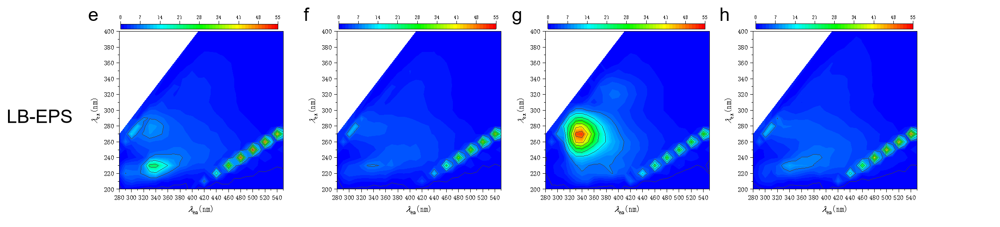 e f g h
0 7 14 21 28 34 41 48 55 0 7 14 21 28 34 41 48 55 0 7 14 21 28 34 41 48 55 0 7 14 21 28 34 41 48 55
400 400 400 400
380 380 380 380
360 360 360 360
340 340 340 340
320 320 320 320
300 300 300 300
280 280 280 280
260 260 260 260
240 240 240 240
220 220 220 220
200 200 200 200
LB-EPS
λex(nm) λex(nm) λex(nm) λex(nm)
280 300 320 340 360 380 400 420 440 460 480 500 520 540 280 300 320 340 360 380 400 420 440 460 480 500 520 540 280 300 320 340 360 380 400 420 440 460 480 500 520 540 280 300 320 340 360 380 400 420 440 460 480 500 520 540
λem(nm) λem(nm) λem(nm) λem(nm)